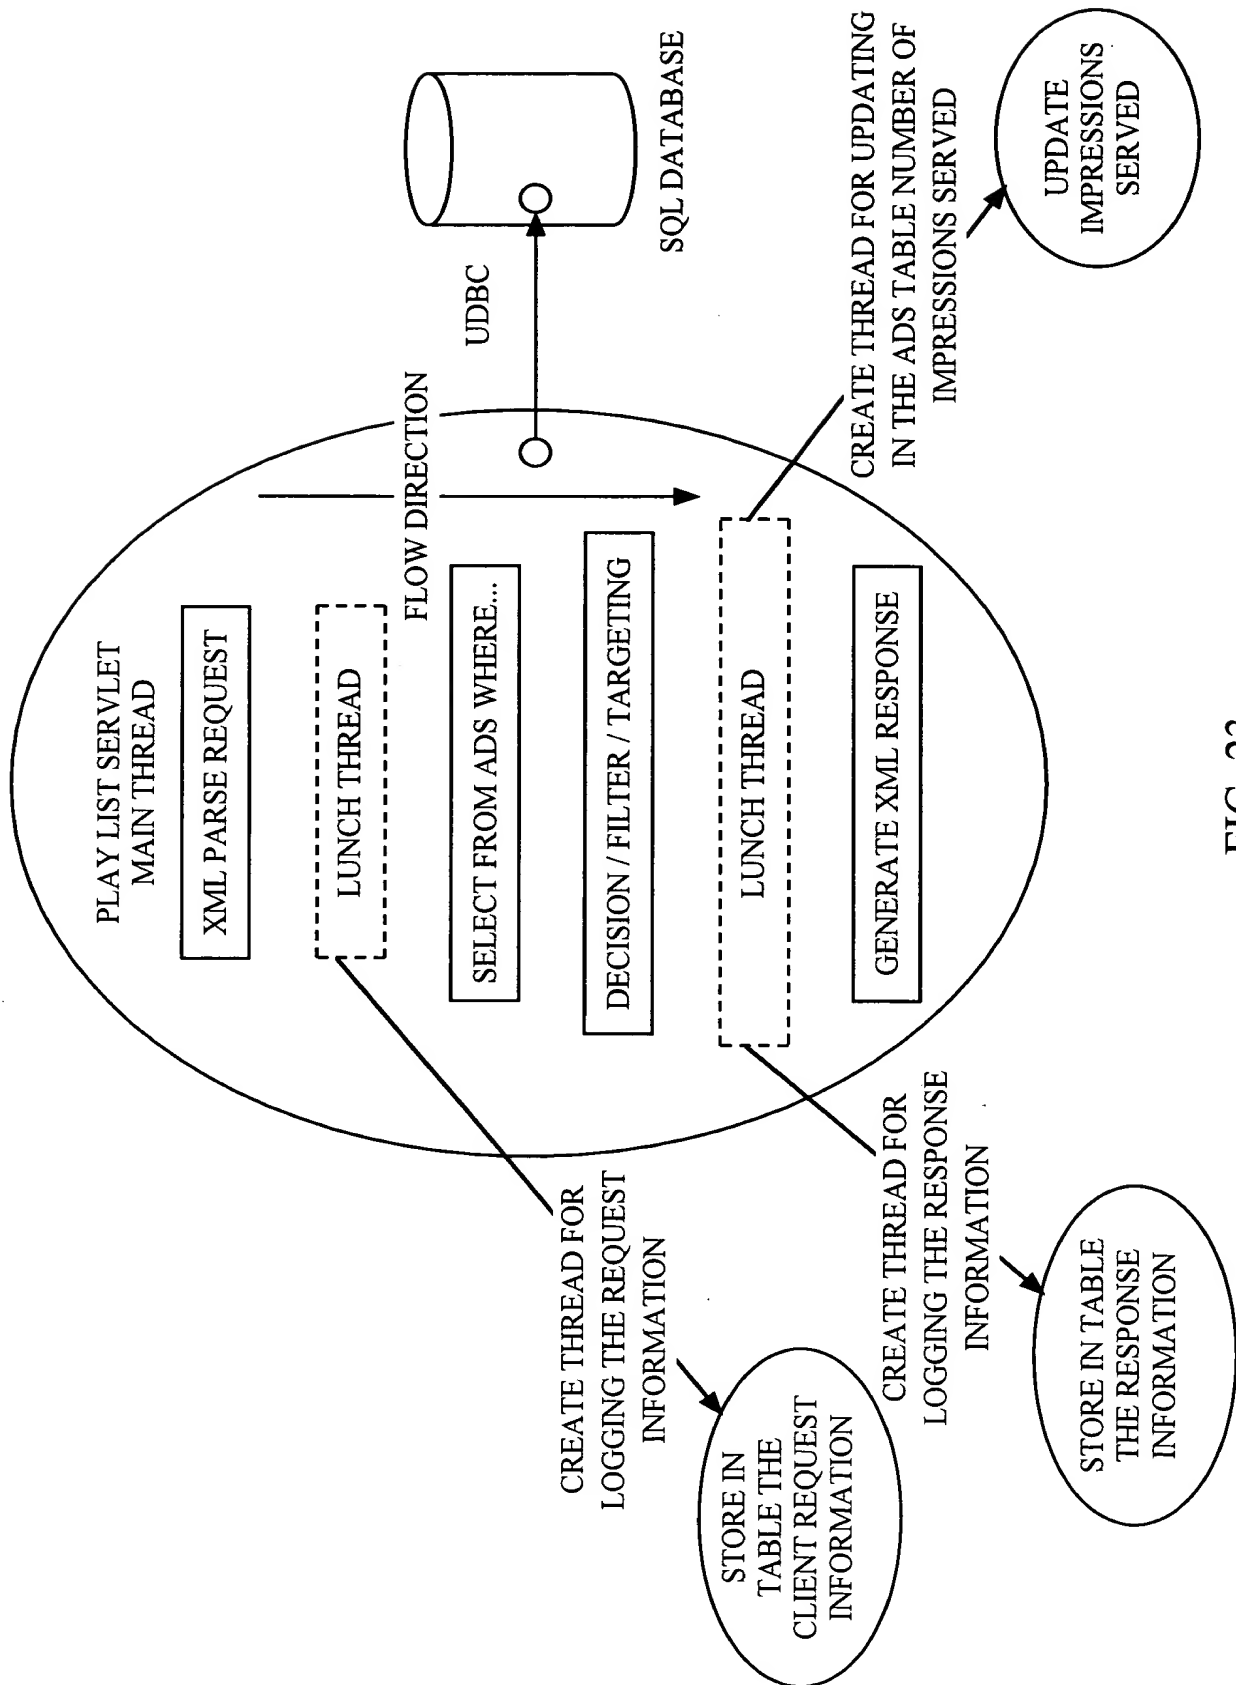 PLAY LIST SERVLET
MAIN THREAD
XML PARSE REQUEST
LUNCH THREAD
FLOW DIRECTION
SELECT FROM ADS WHERE...
DECISION / FILTER / TARGETING
LUNCH THREAD
GENERATE XML RESPONSE
UDBC
SQL DATABASE
CREATE THREAD FOR
LOGGING THE REQUEST
INFORMATION
STORE IN
TABLE THE
CLIENT REQUEST
INFORMATION
CREATE THREAD FOR
LOGGING THE RESPONSE
INFORMATION
STORE IN TABLE
THE RESPONSE
INFORMATION
CREATE THREAD FOR UPDATING
IN THE ADS TABLE NUMBER OF
IMPRESSIONS SERVED
UPDATE
IMPRESSIONS
SERVED
FIG.